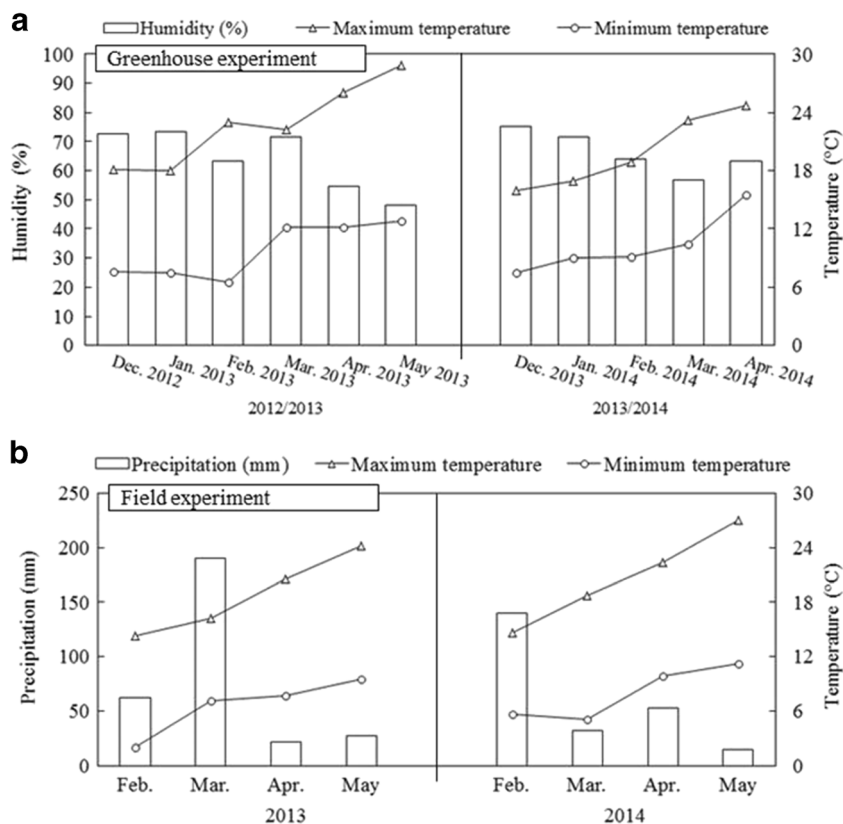 a
Humidity (%) Maximum temperature Minimum temperature
Greenhouse experiment
100
90
80
70
60
50
40
30
20
10
0
Humidity (%)
30
24
18
12
6
0
Temperature (°C)
Dec. 2012 Jan. 2013 Feb. 2013 Mar. 2013 Apr. 2013 May 2013 Dec. 2013 Jan. 2014 Feb. 2014 Mar. 2014 Apr. 2014
2012/2013 2013/2014
b
Precipitation (mm) Maximum temperature Minimum temperature
Field experiment
250
200
150
100
50
0
Precipitation (mm)
30
24
18
12
6
0
Temperature (°C)
Feb. Mar. Apr. May Feb. Mar. Apr. May
2013 2014